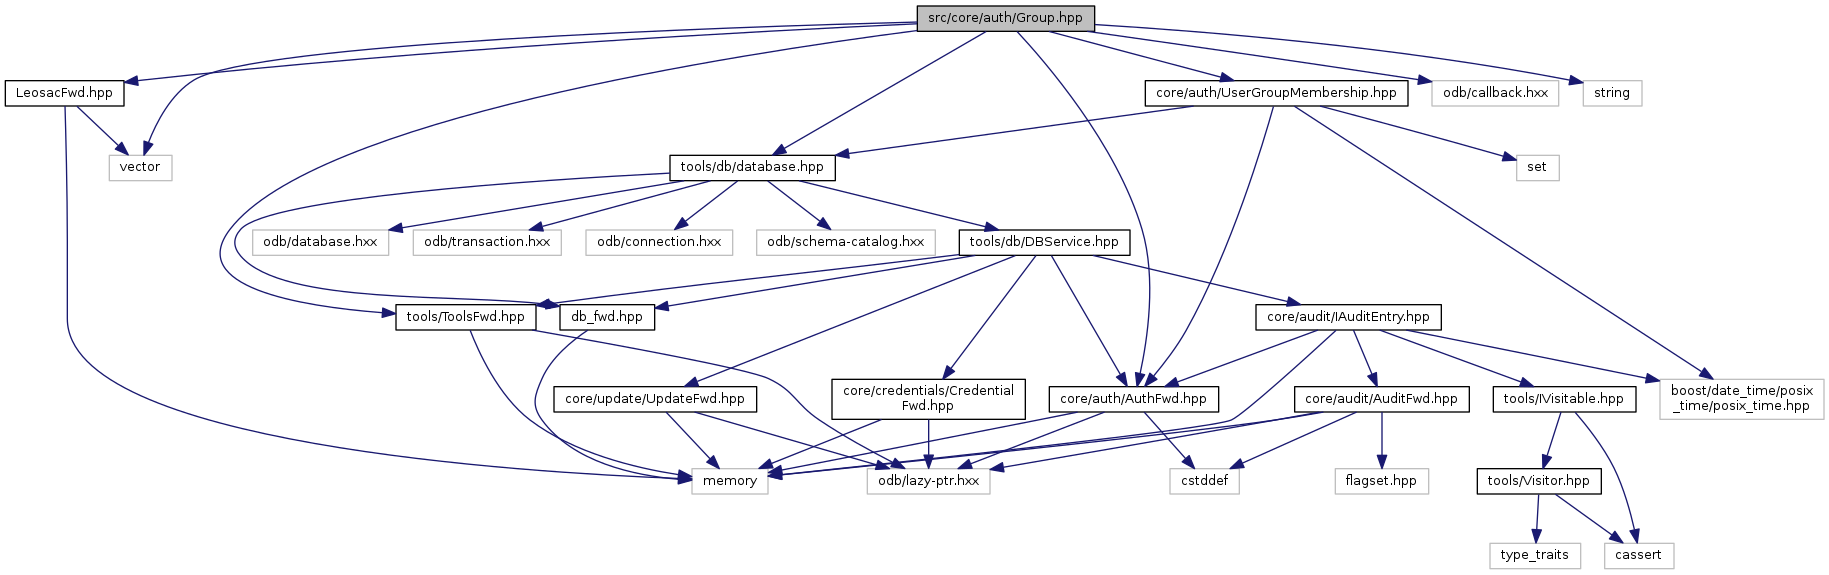 src/core/auth/Group.hpp
LeosacFwd.hpp
core/auth/UserGroupMembership.hpp
odb/callback.hxx
string
vector
tools/db/database.hpp
set
odb/database.hxx
odb/transaction.hxx
odb/connection.hxx
odb/schema-catalog.hxx
tools/db/DBService.hpp
tools/ToolsFwd.hpp
db_fwd.hpp
core/audit/IAuditEntry.hpp
core/update/UpdateFwd.hpp
core/credentials/Credential
Fwd.hpp
core/auth/AuthFwd.hpp
core/audit/AuditFwd.hpp
tools/IVisitable.hpp
boost/date_time/posix
_time/posix_time.hpp
memory
odb/lazy-ptr.hxx
cstddef
flagset.hpp
tools/Visitor.hpp
type_traits
cassert